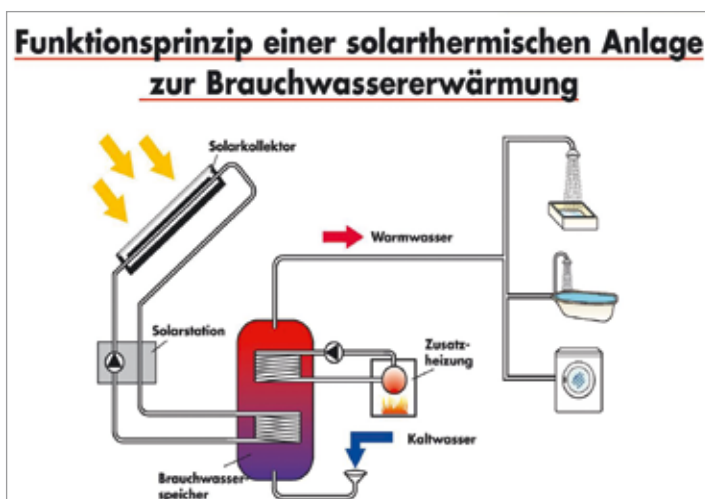 Funktionsprinzip einer solarthermischen Anlage
zur Brauchwassererwärmung
Solarkollektor
Warmwasser
Solarstation
Zusatz-
heizung
Kaltwasser
Brauchwasser-
speicher